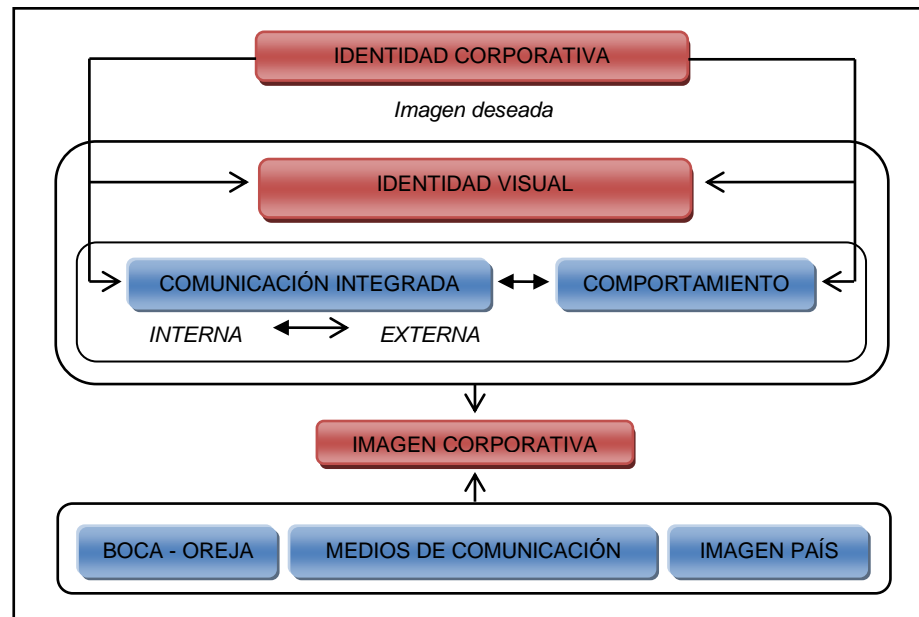 IDENTIDAD CORPORATIVA
Imagen deseada
IDENTIDAD VISUAL
COMUNICACIÓN INTEGRADA COMPORTAMIENTO
INTERNA EXTERNA
IMAGEN CORPORATIVA
BOCA - OREJA MEDIOS DE COMUNICACIÓN IMAGEN PAÍS